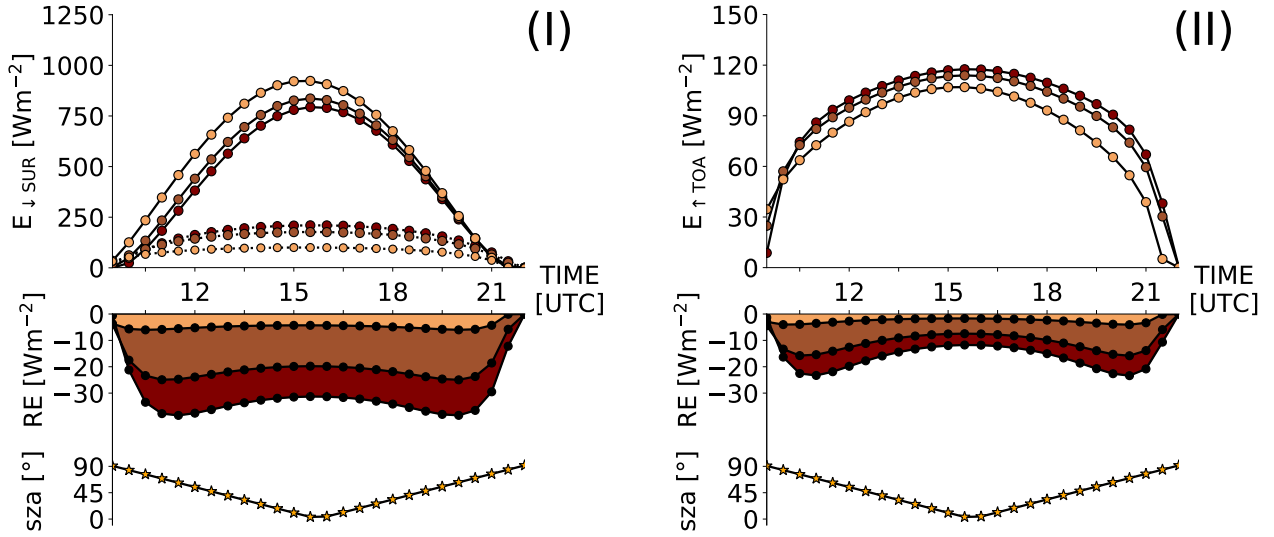 (I)
E↓ SUR [Wm−2]
1250
1000
750
500
250
0
12 15 18 21
TIME
[UTC]
RE [Wm−2]
0
−10
−20
−30
sza [°]
90
45
0
(II)
E↑ TOA [Wm−2]
150
120
90
60
30
0
12 15 18 21
TIME
[UTC]
RE [Wm−2]
0
−10
−20
−30
sza [°]
90
45
0